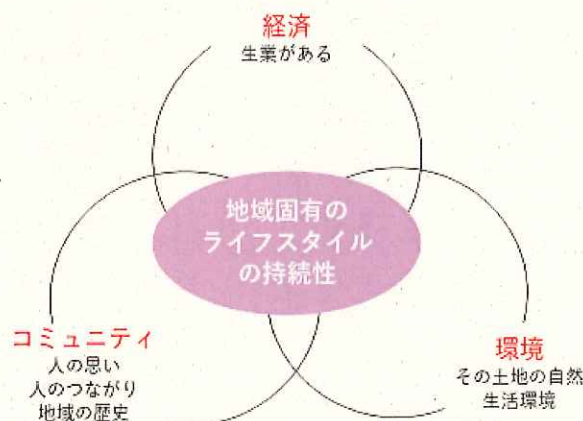 経済
生業がある
地域固有の
ライフスタイル
の持続性
コミュニティ
人の思い
人のつながり
地域の歴史
環境
その土地の自然
生活環境